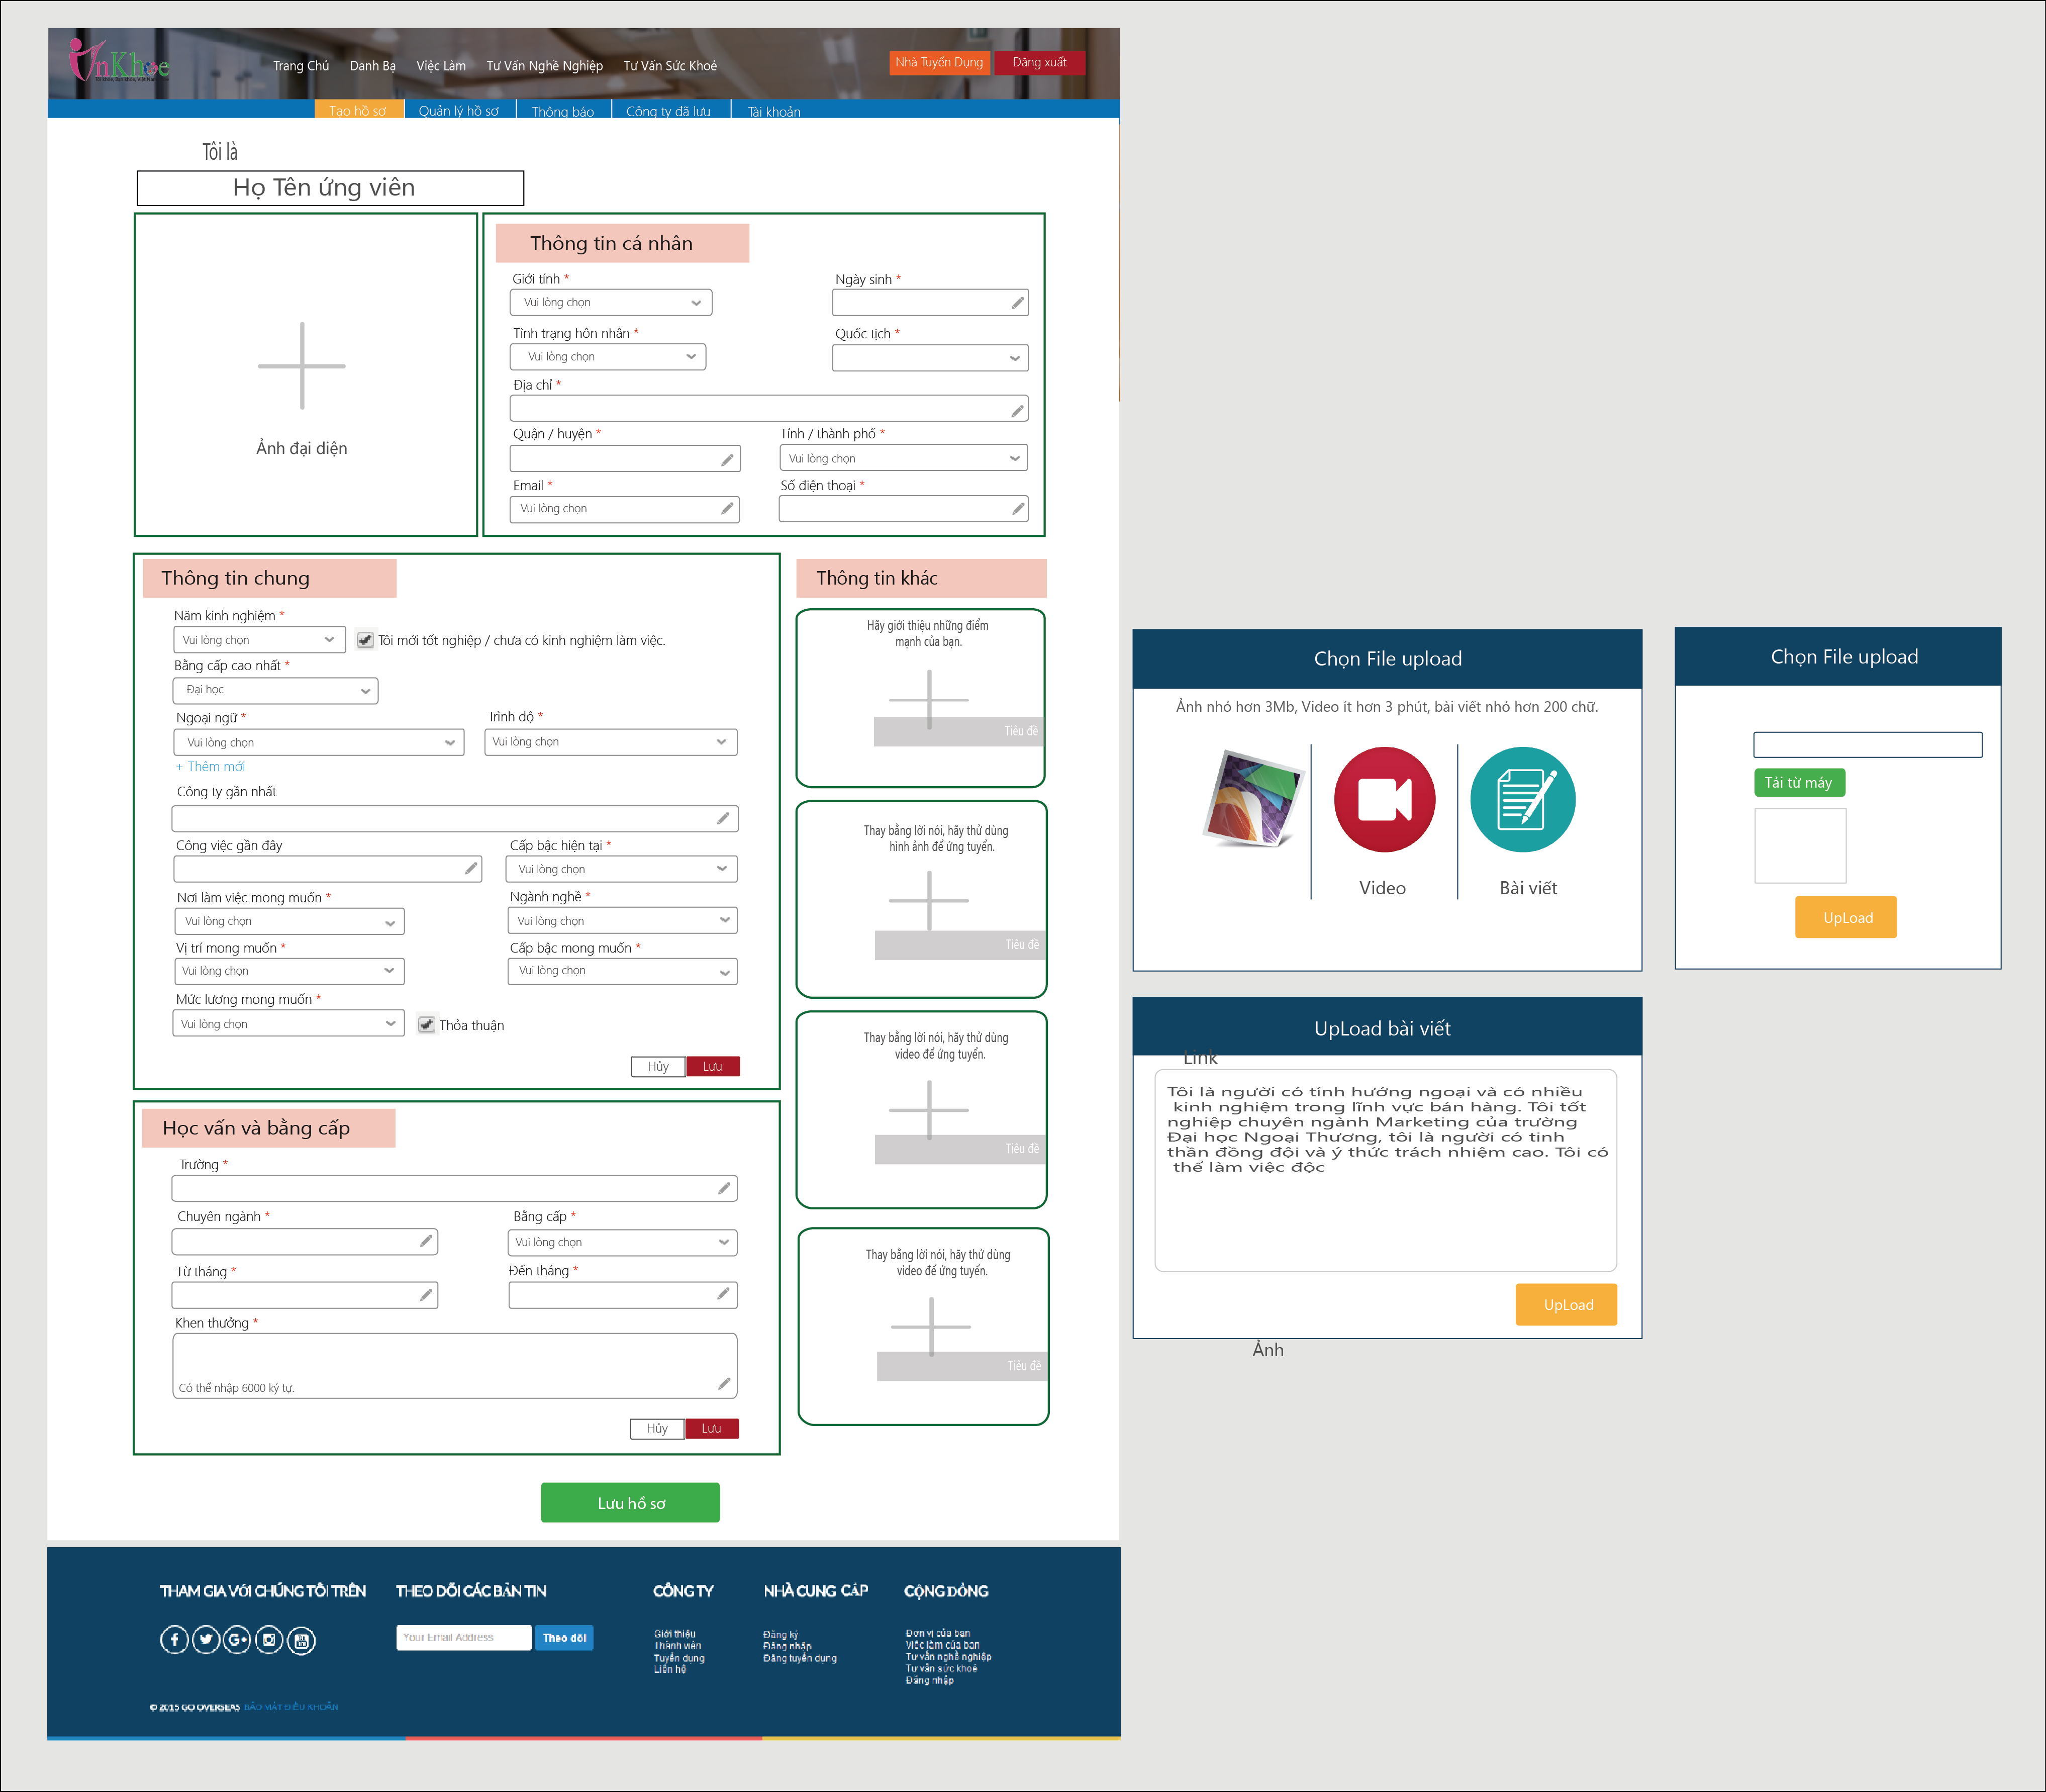 VnKhoe
Trang Chủ
Danh Bạ
Việc Làm
Tư Vấn Nghề Nghiệp
Tư Vấn Sức Khoẻ
Nhà Tuyển Dụng
Đăng xuất
Tạo hồ sơ
Quản lý hồ sơ
Thông báo
Công ty đã lưu
Tài khoản
Tôi là
Họ Tên ứng viên
Ảnh đại diện
Thông tin cá nhân
Giới tính *
Ngày sinh *
Vui lòng chọn
Tình trạng hôn nhân *
Quốc tịch *
Vui lòng chọn
Địa chỉ *
Quận / huyện *
Tỉnh / thành phố *
Vui lòng chọn
Email *
Số điện thoại *
Vui lòng chọn
Thông tin chung
Năm kinh nghiệm *
Vui lòng chọn
Tôi mới tốt nghiệp / chưa có kinh nghiệm làm việc.
Bằng cấp cao nhất *
Đại học
Ngoại ngữ *
Trình độ *
Vui lòng chọn
Vui lòng chọn
+ Thêm mới
Công ty gần nhất
Công việc gần đây
Cấp bậc hiện tại *
Vui lòng chọn
Nơi làm việc mong muốn *
Ngành nghề *
Vui lòng chọn
Vui lòng chọn
Vị trí mong muốn *
Cấp bậc mong muốn *
Vui lòng chọn
Vui lòng chọn
Mức lương mong muốn *
Vui lòng chọn
Thỏa thuận
Hủy
Lưu
Thông tin khác
Hãy giới thiệu những điểm
mạnh của bạn.
Tiêu đề
Thay bằng lời nói, hãy thử dùng
hình ảnh để ứng tuyển.
Tiêu đề
Thay bằng lời nói, hãy thử dùng
video để ứng tuyển.
Tiêu đề
Thay bằng lời nói, hãy thử dùng
video để ứng tuyển.
Tiêu đề
Học vấn và bằng cấp
Trường *
Chuyên ngành *
Bằng cấp *
Vui lòng chọn
Từ tháng *
Đến tháng *
Khen thưởng *
Có thể nhập 6000 ký tự.
Hủy
Lưu
Lưu hồ sơ
THAM GIA VỚI CHÚNG TÔI TRÊN
THEO DÕI CÁC BẢN TIN
Your Email Address
Theo dõi
CÔNG TY
Giới thiệu
Thành viên
Tuyển dụng
Liên hệ
NHÀ CUNG CẤP
Đăng ký
Đăng nhập
Đăng tuyển dụng
CỘNG ĐỒNG
Đơn vị của bạn
Việc làm của bạn
Tư vấn nghề nghiệp
Tư vấn sức khoẻ
Đăng nhập
© 2015 GO OVERSEAS BẢO MẬT ĐIỀU KHOẢN
Chọn File upload
Ảnh nhỏ hơn 3Mb, Video ít hơn 3 phút, bài viết nhỏ hơn 200 chữ.
Video
Bài viết
Chọn File upload
Tải từ máy
UpLoad
UpLoad bài viết
Link
Tôi là người có tính hướng ngoại và có nhiều
kinh nghiệm trong lĩnh vực bán hàng. Tôi tốt
nghiệp chuyên ngành Marketing của trường
Đại học Ngoại Thương, tôi là người có tinh
thần đồng đội và ý thức trách nhiệm cao. Tôi có
thể làm việc độc
UpLoad
Ảnh